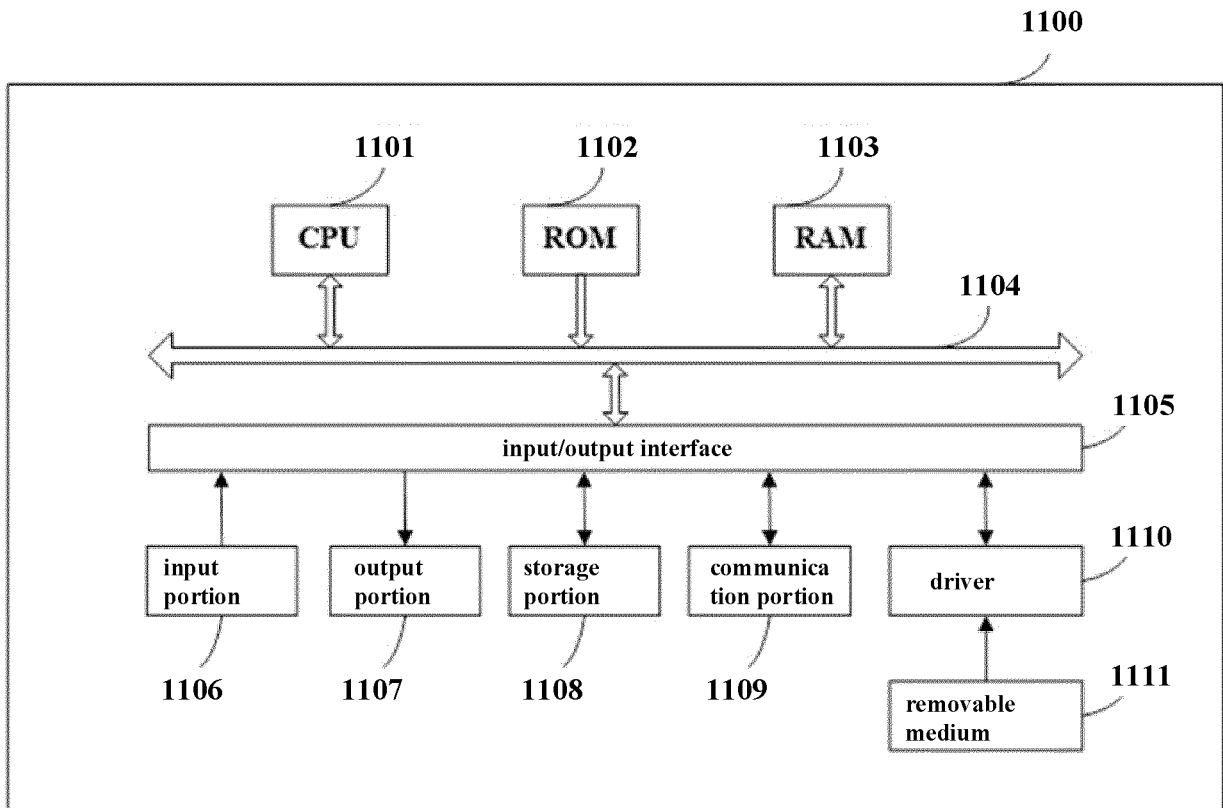 1100
1101
1102
1103
CPU
ROM
RAM
1104
1105
input/output interface
input
portion
output
portion
storage
portion
communica
tion portion
driver
1110
1106
1107
1108
1109
1111
removable
medium